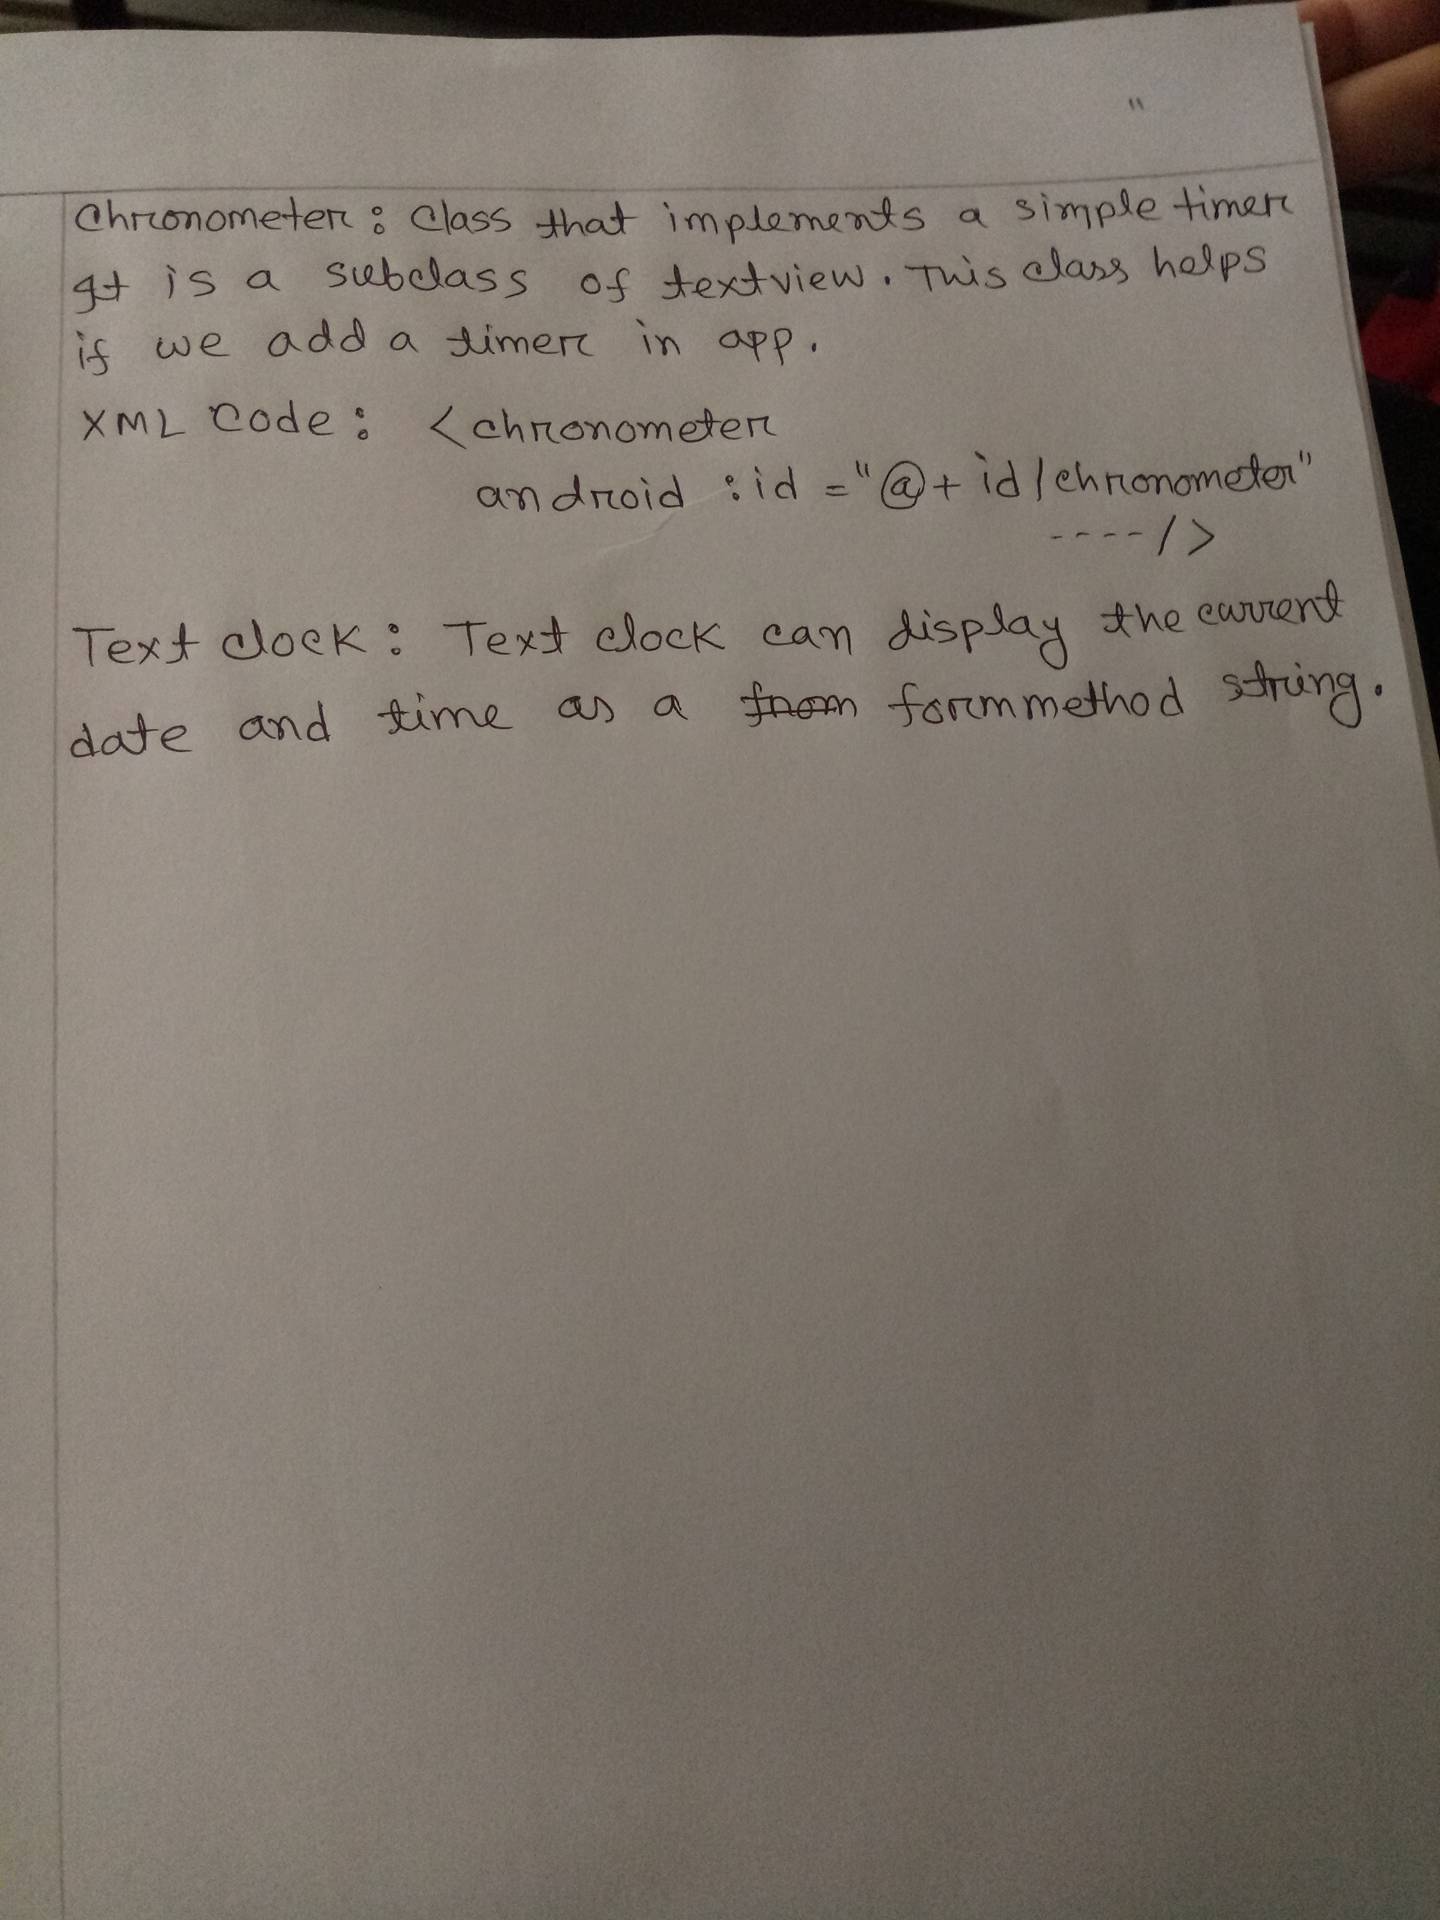 "
Chronometer: Class that implements a simple timer
It is a subclass of textview. This class helps
if we add a timer in app.
XML Code: <chronometer
android :id ="@+ id/chronometer"
----/>
Text clock: Text clock can display the current
date and time as a from formmethod string.